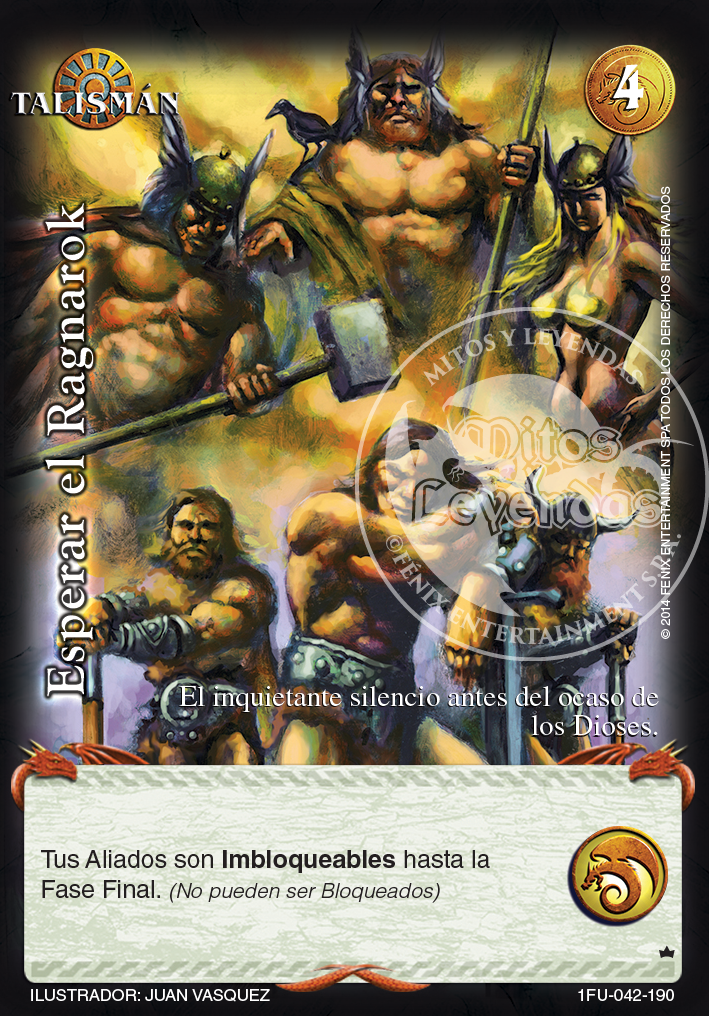 TALISMÁN
4
Esperar el Ragnarok
MITOS Y LEYENDAS
Mitos
Leyendas
© FENIX ENTERTAINMENT S.P.A.
© 2014 FENIX ENTERTAINMENT SPA TODOS LOS DERECHOS RESERVADOS
El inquietante silencio antes del ocaso de
los Dioses.
Tus Aliados son Imbloqueables hasta la
Fase Final. (No pueden ser Bloqueados)
ILUSTRADOR: JUAN VASQUEZ
1FU-042-190